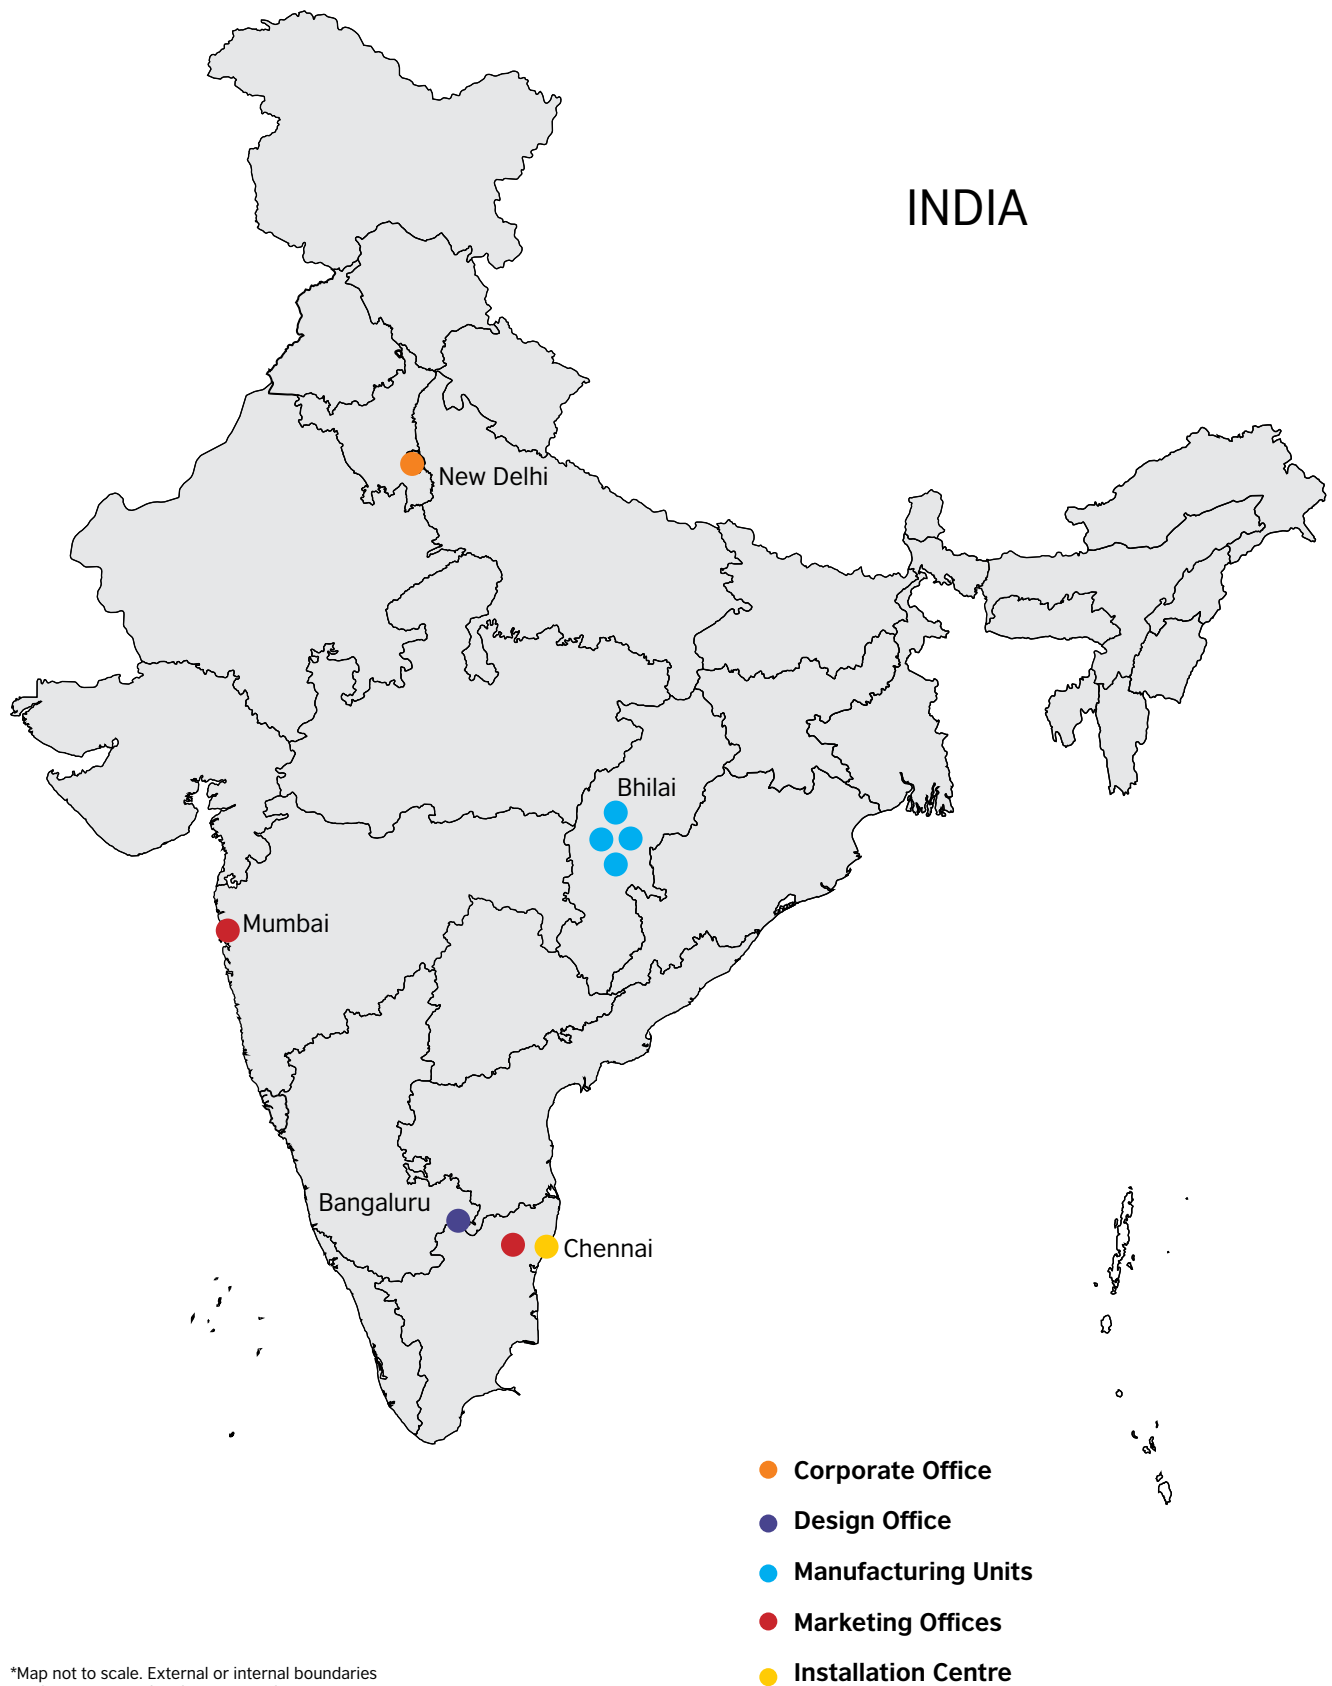 INDIA
New Delhi
Bhilai
Mumbai
Bangaluru
Chennai
Corporate Office
Design Office
Manufacturing Units
Marketing Offices
Installation Centre
*Map not to scale. External or internal boundaries